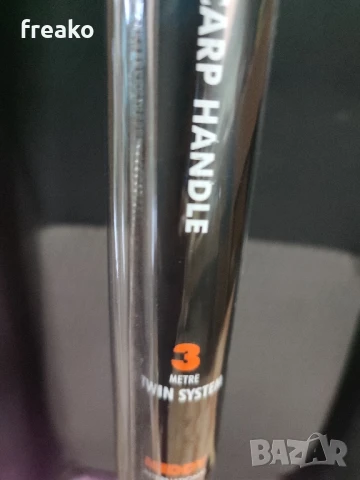 freako
CARP HANDLE
3
METRE
TWIN SYSTEM
BAZAR